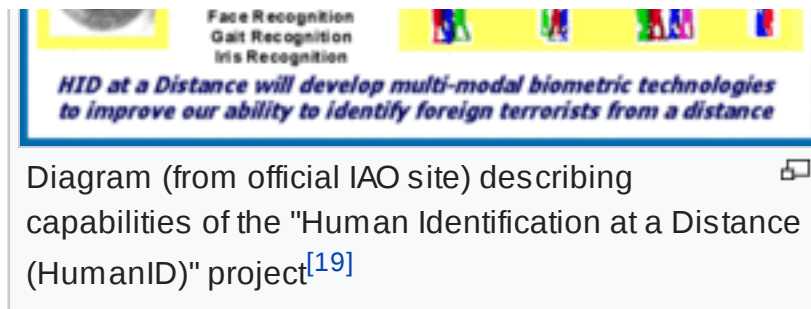 Face Recognition
Gait Recognition
Iris Recognition
HID at a Distance will develop multi-modal biometric technologies
to improve our ability to identify foreign terrorists from a distance
Diagram (from official IAO site) describing
capabilities of the "Human Identification at a Distance
(HumanID)" project[19]